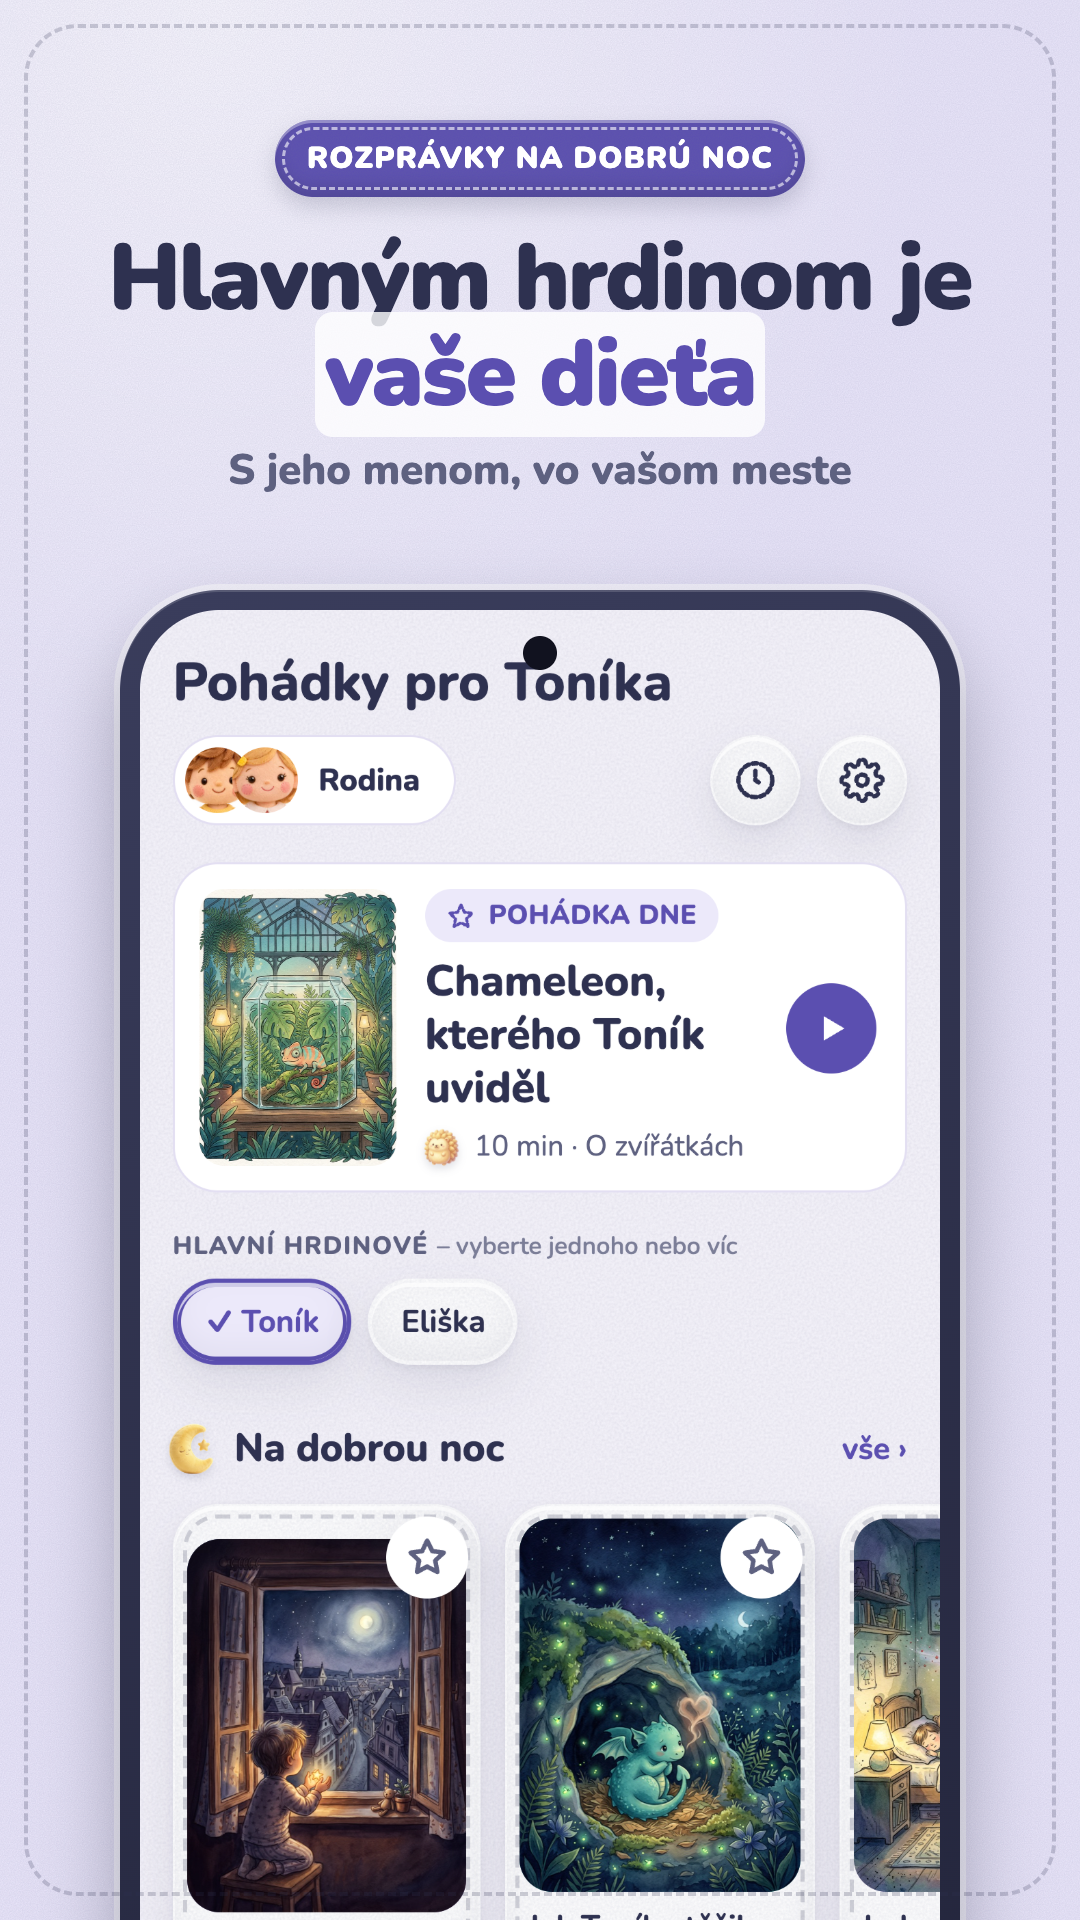 ROZPRÁVKY NA DOBRÚ NOC
Hlavným hrdinom je
vaše dieťa
S jeho menom, vo vašom meste
Pohádky pro Toníka
Rodina
POHÁDKA DNE
Chameleon,
kterého Toník
uviděl
10 min · O zvířátkách
HLAVNÍ HRDINOVÉ – vyberte jednoho nebo víc
✓ Toník
Eliška
Na dobrou noc
vše ›